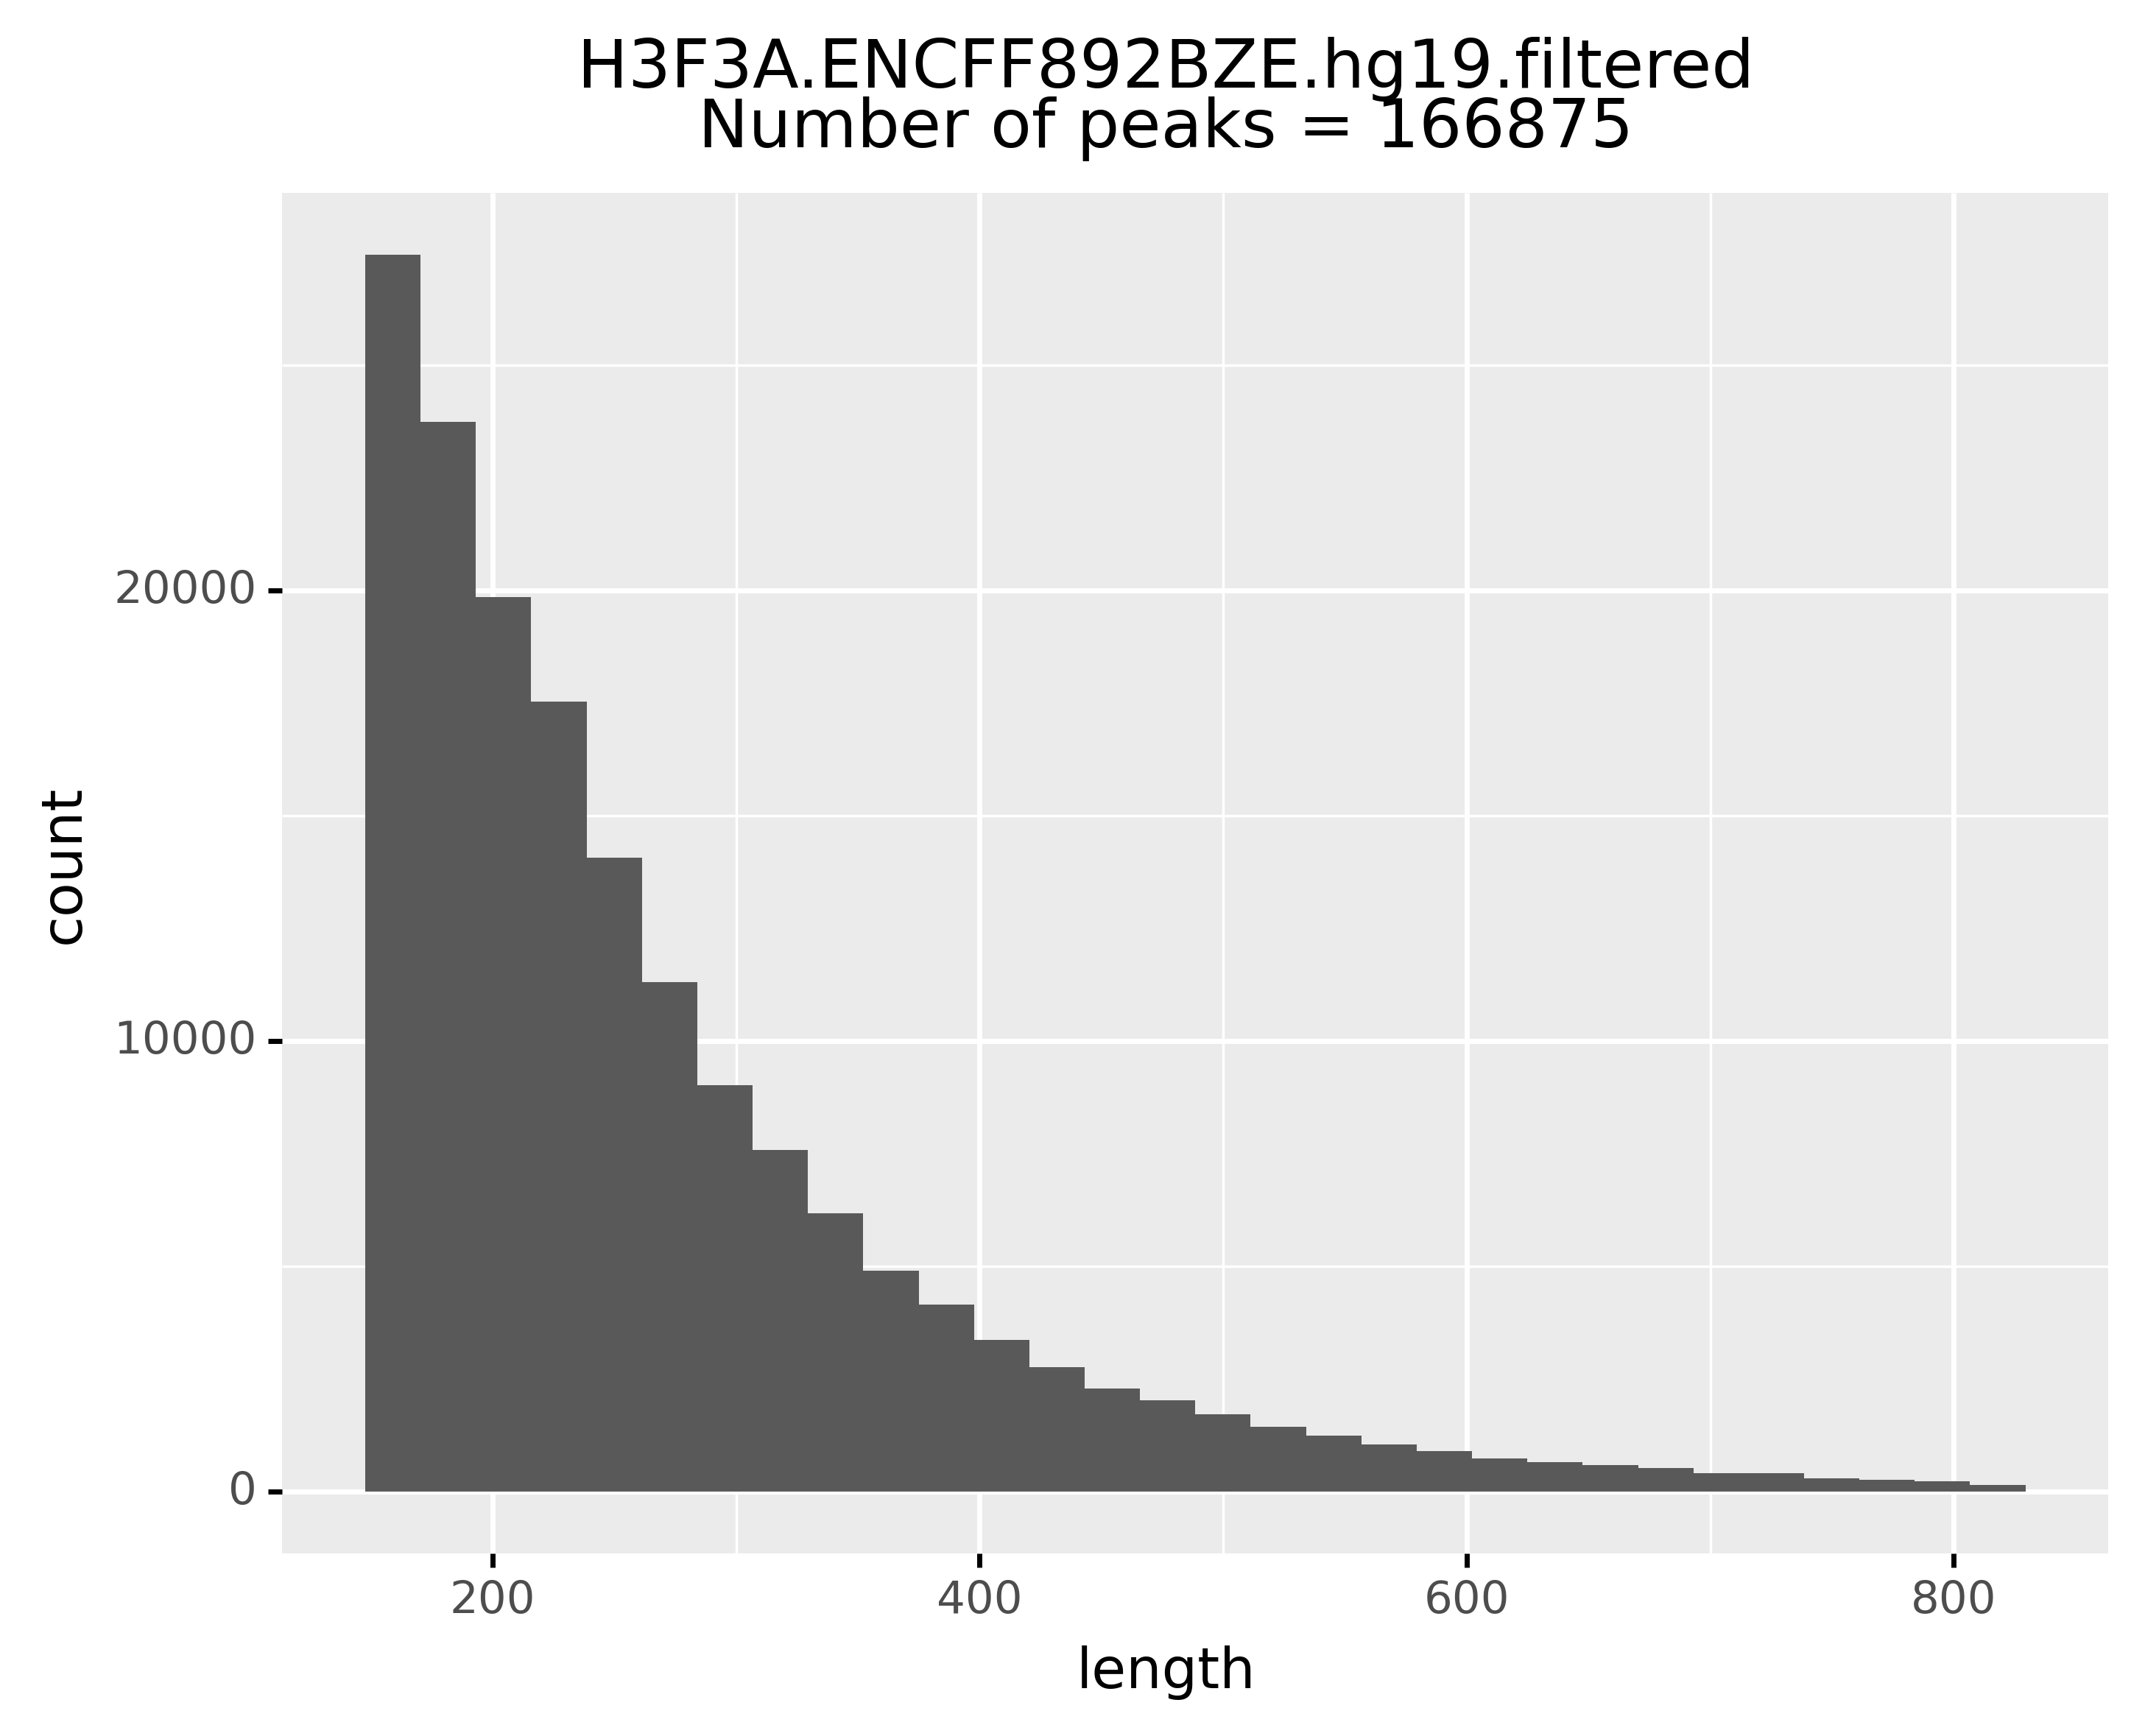 H3F3A.ENCFF892BZE.hg19.filtered
Number of peaks = 166875
count
20000
10000
0
200
400
600
800
length